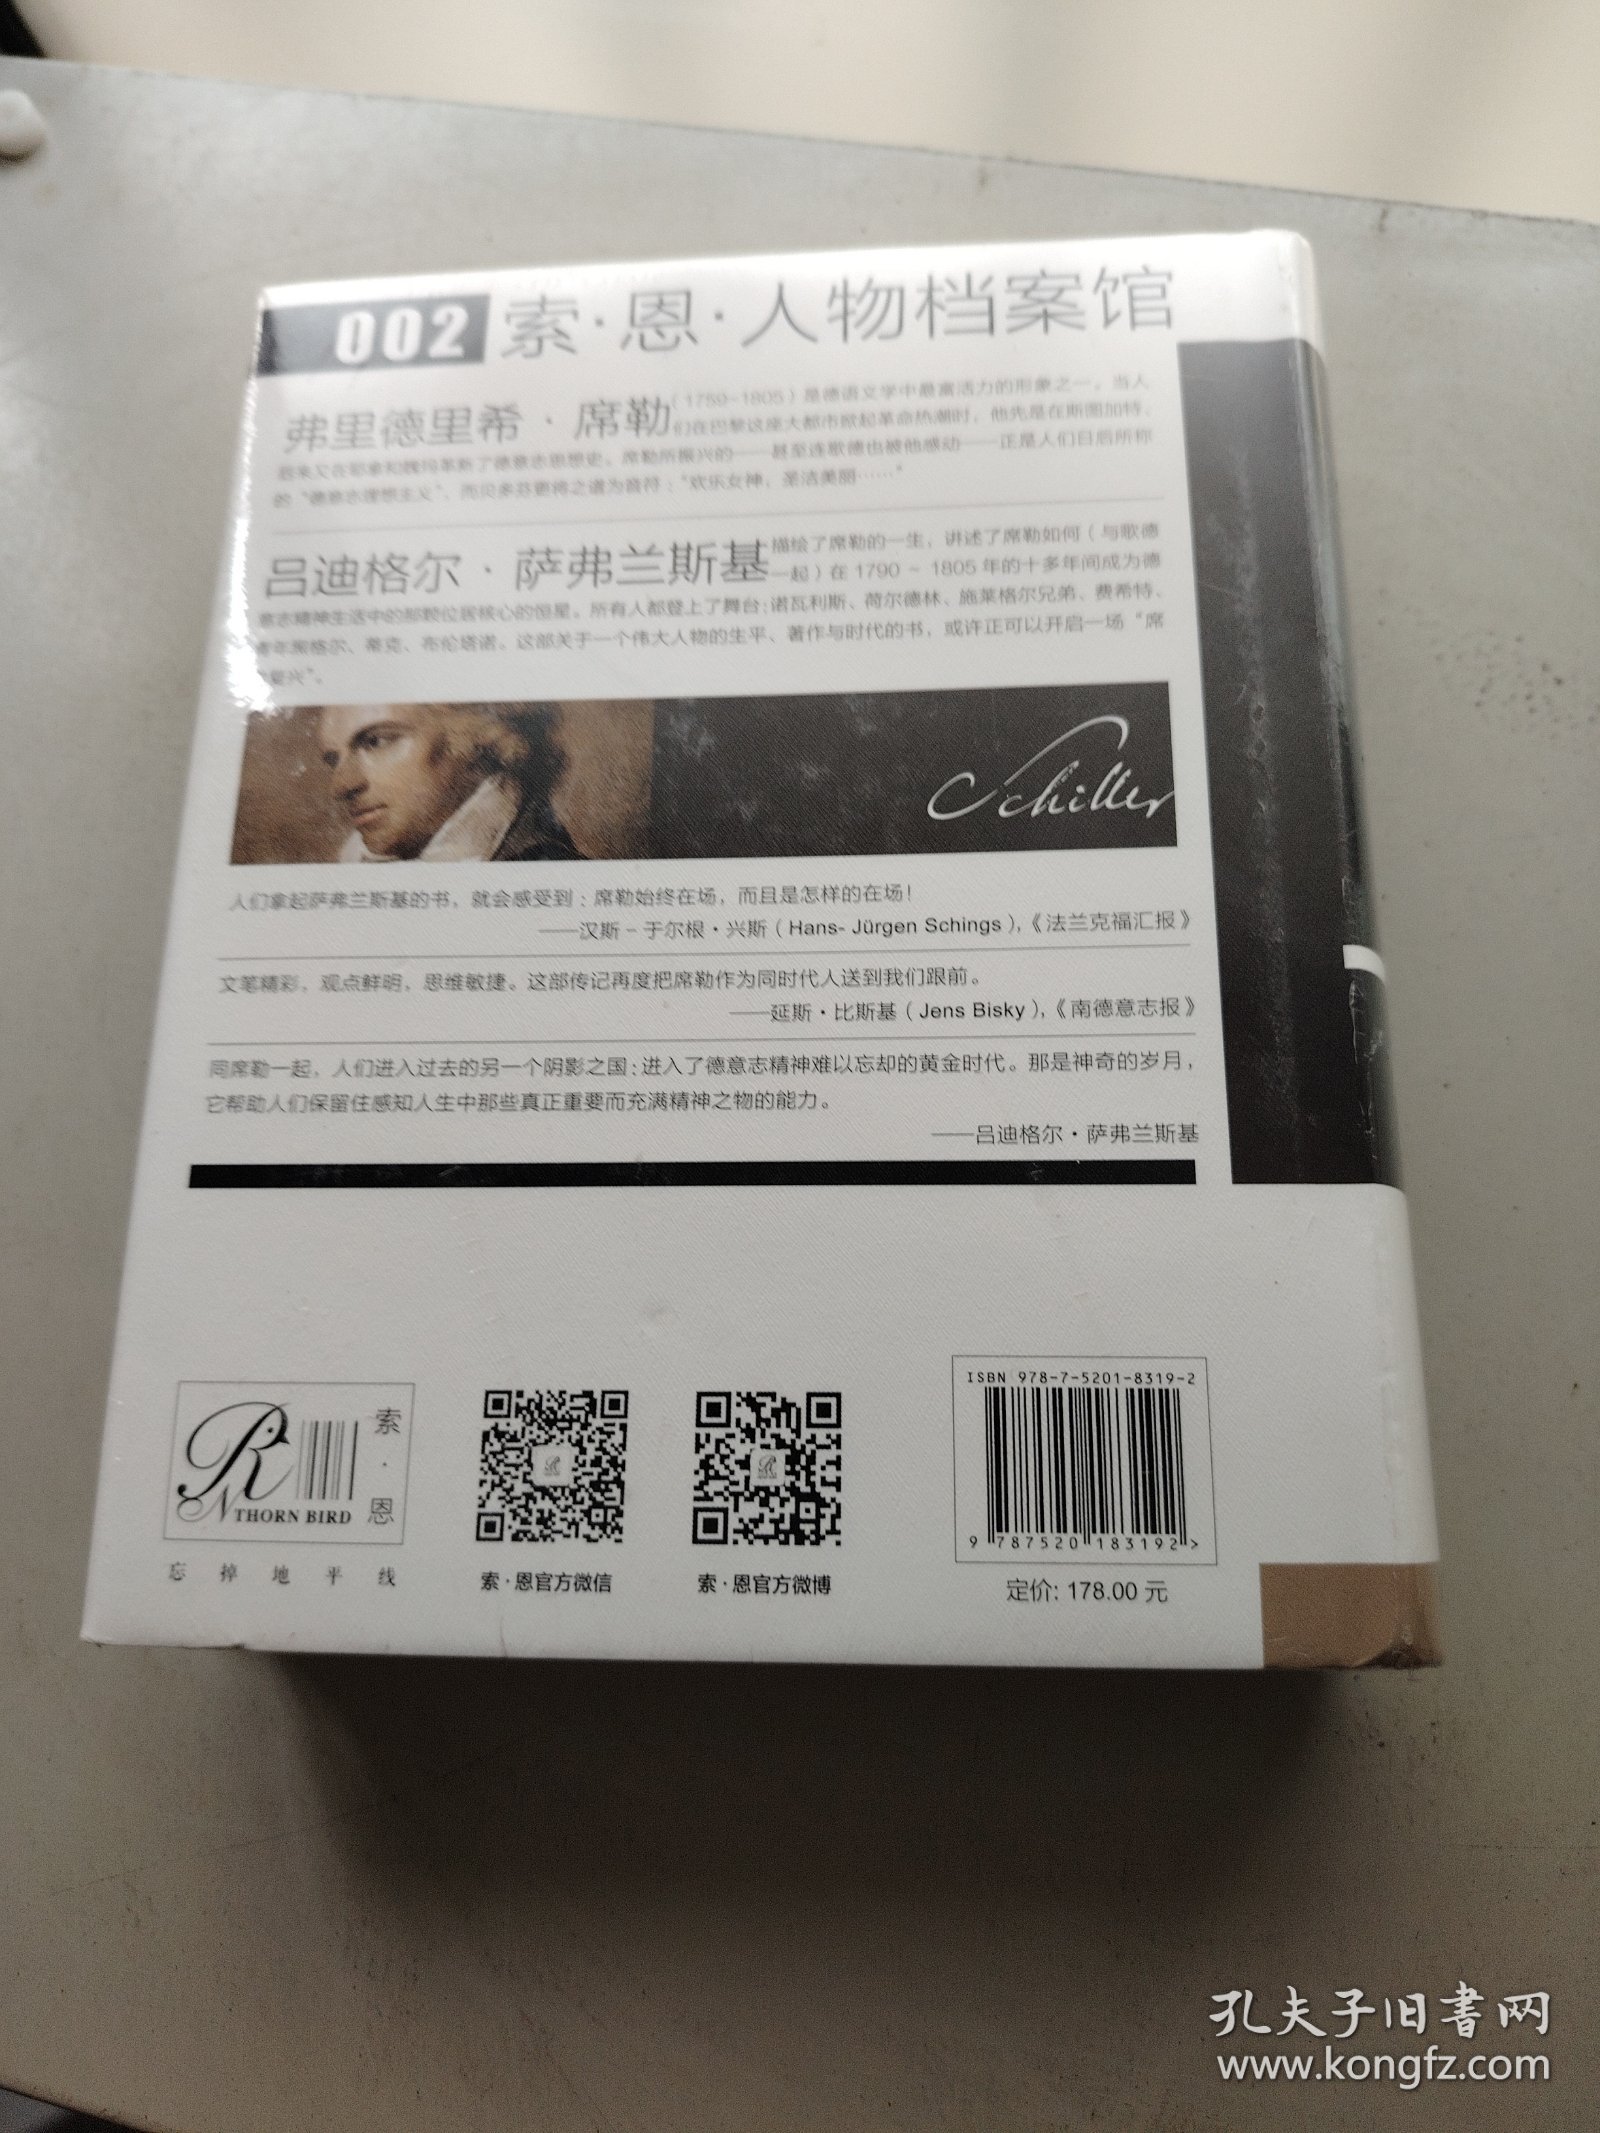 002 索·恩·人物档案馆
弗里德里希·席勒(1759~1805)是德语文学中最富活力的形象之一。当人
们在巴黎这座大都市掀起革命热潮时，他先是在斯图加特、
后来又在耶拿和魏玛革新了德意志思想史。席勒所振兴的——甚至连歌德也被他感动——正是人们日后所称
的“德意志理想主义”，而贝多芬更将之谱为音符：“欢乐女神，圣洁美丽……”
吕迪格尔·萨弗兰斯基描绘了席勒的一生，讲述了席勒如何（与歌德
一起）在1790~1805年的十多年间成为德
意志精神生活中的那颗位居核心的恒星。所有人都登上了舞台：诺瓦利斯、荷尔德林、施莱格尔兄弟、费希特、
青年黑格尔、蒂克、布伦塔诺。这部关于一个伟大人物的生平、著作与时代的书，或许正可以开启一场“席
复兴”。
Schiller
人们拿起萨弗兰斯基的书，就会感受到：席勒始终在场，而且是怎样的在场！
——汉斯－于尔根·兴斯（Hans- Jürgen Schings），《法兰克福汇报》
文笔精彩，观点鲜明，思维敏捷。这部传记再度把席勒作为同时代人送到我们跟前。
——延斯·比斯基（Jens Bisky），《南德意志报》
同席勒一起，人们进入过去的另一个阴影之国：进入了德意志精神难以忘却的黄金时代。那是神奇的岁月，
它帮助人们保留住感知人生中那些真正重要而充满精神之物的能力。
——吕迪格尔·萨弗兰斯基
索·恩
THORN BIRD
忘掉地平线
索·恩官方微信
索·恩官方微博
ISBN 978-7-5201-8319-2
9 787520 183192 >
定价: 178.00 元
孔夫子旧书网
www.kongfz.com